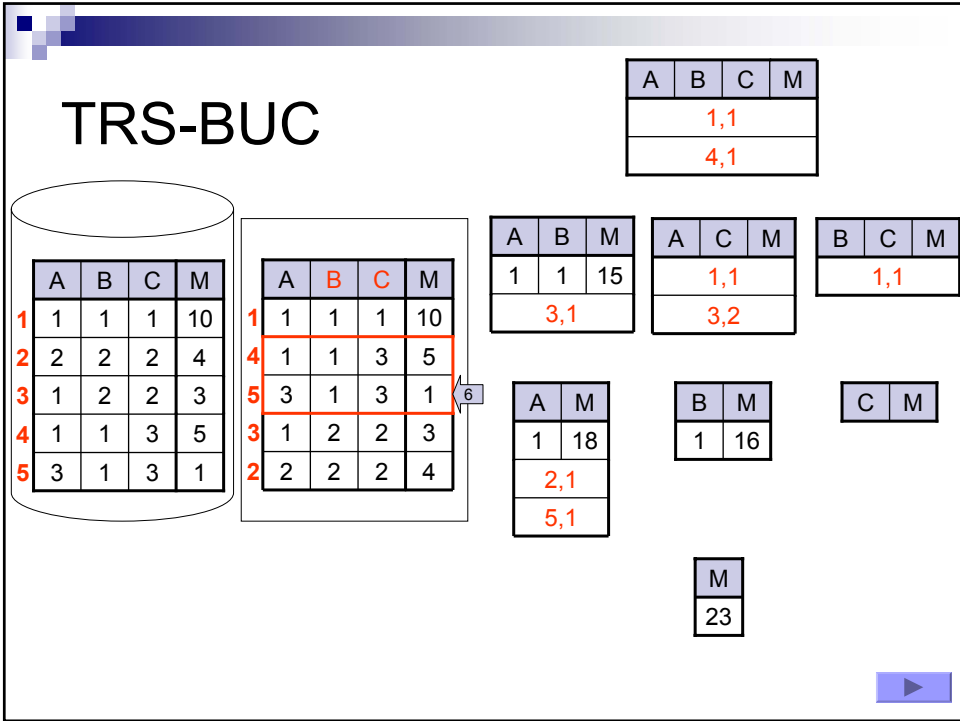 TRS-BUC
A B C M
1,1
4,1
A B C M
1 1 1 1 10
2 2 2 2 4
3 1 2 2 3
4 1 1 3 5
5 3 1 3 1
A B C M
1 1 1 1 10
4 1 1 3 5
5 3 1 3 1
3 1 2 2 3
2 2 2 2 4
6
A B M
1 1 15
3,1
A C M
1,1
3,2
B C M
1,1
A M
1 18
2,1
5,1
B M
1 16
C M
M
23